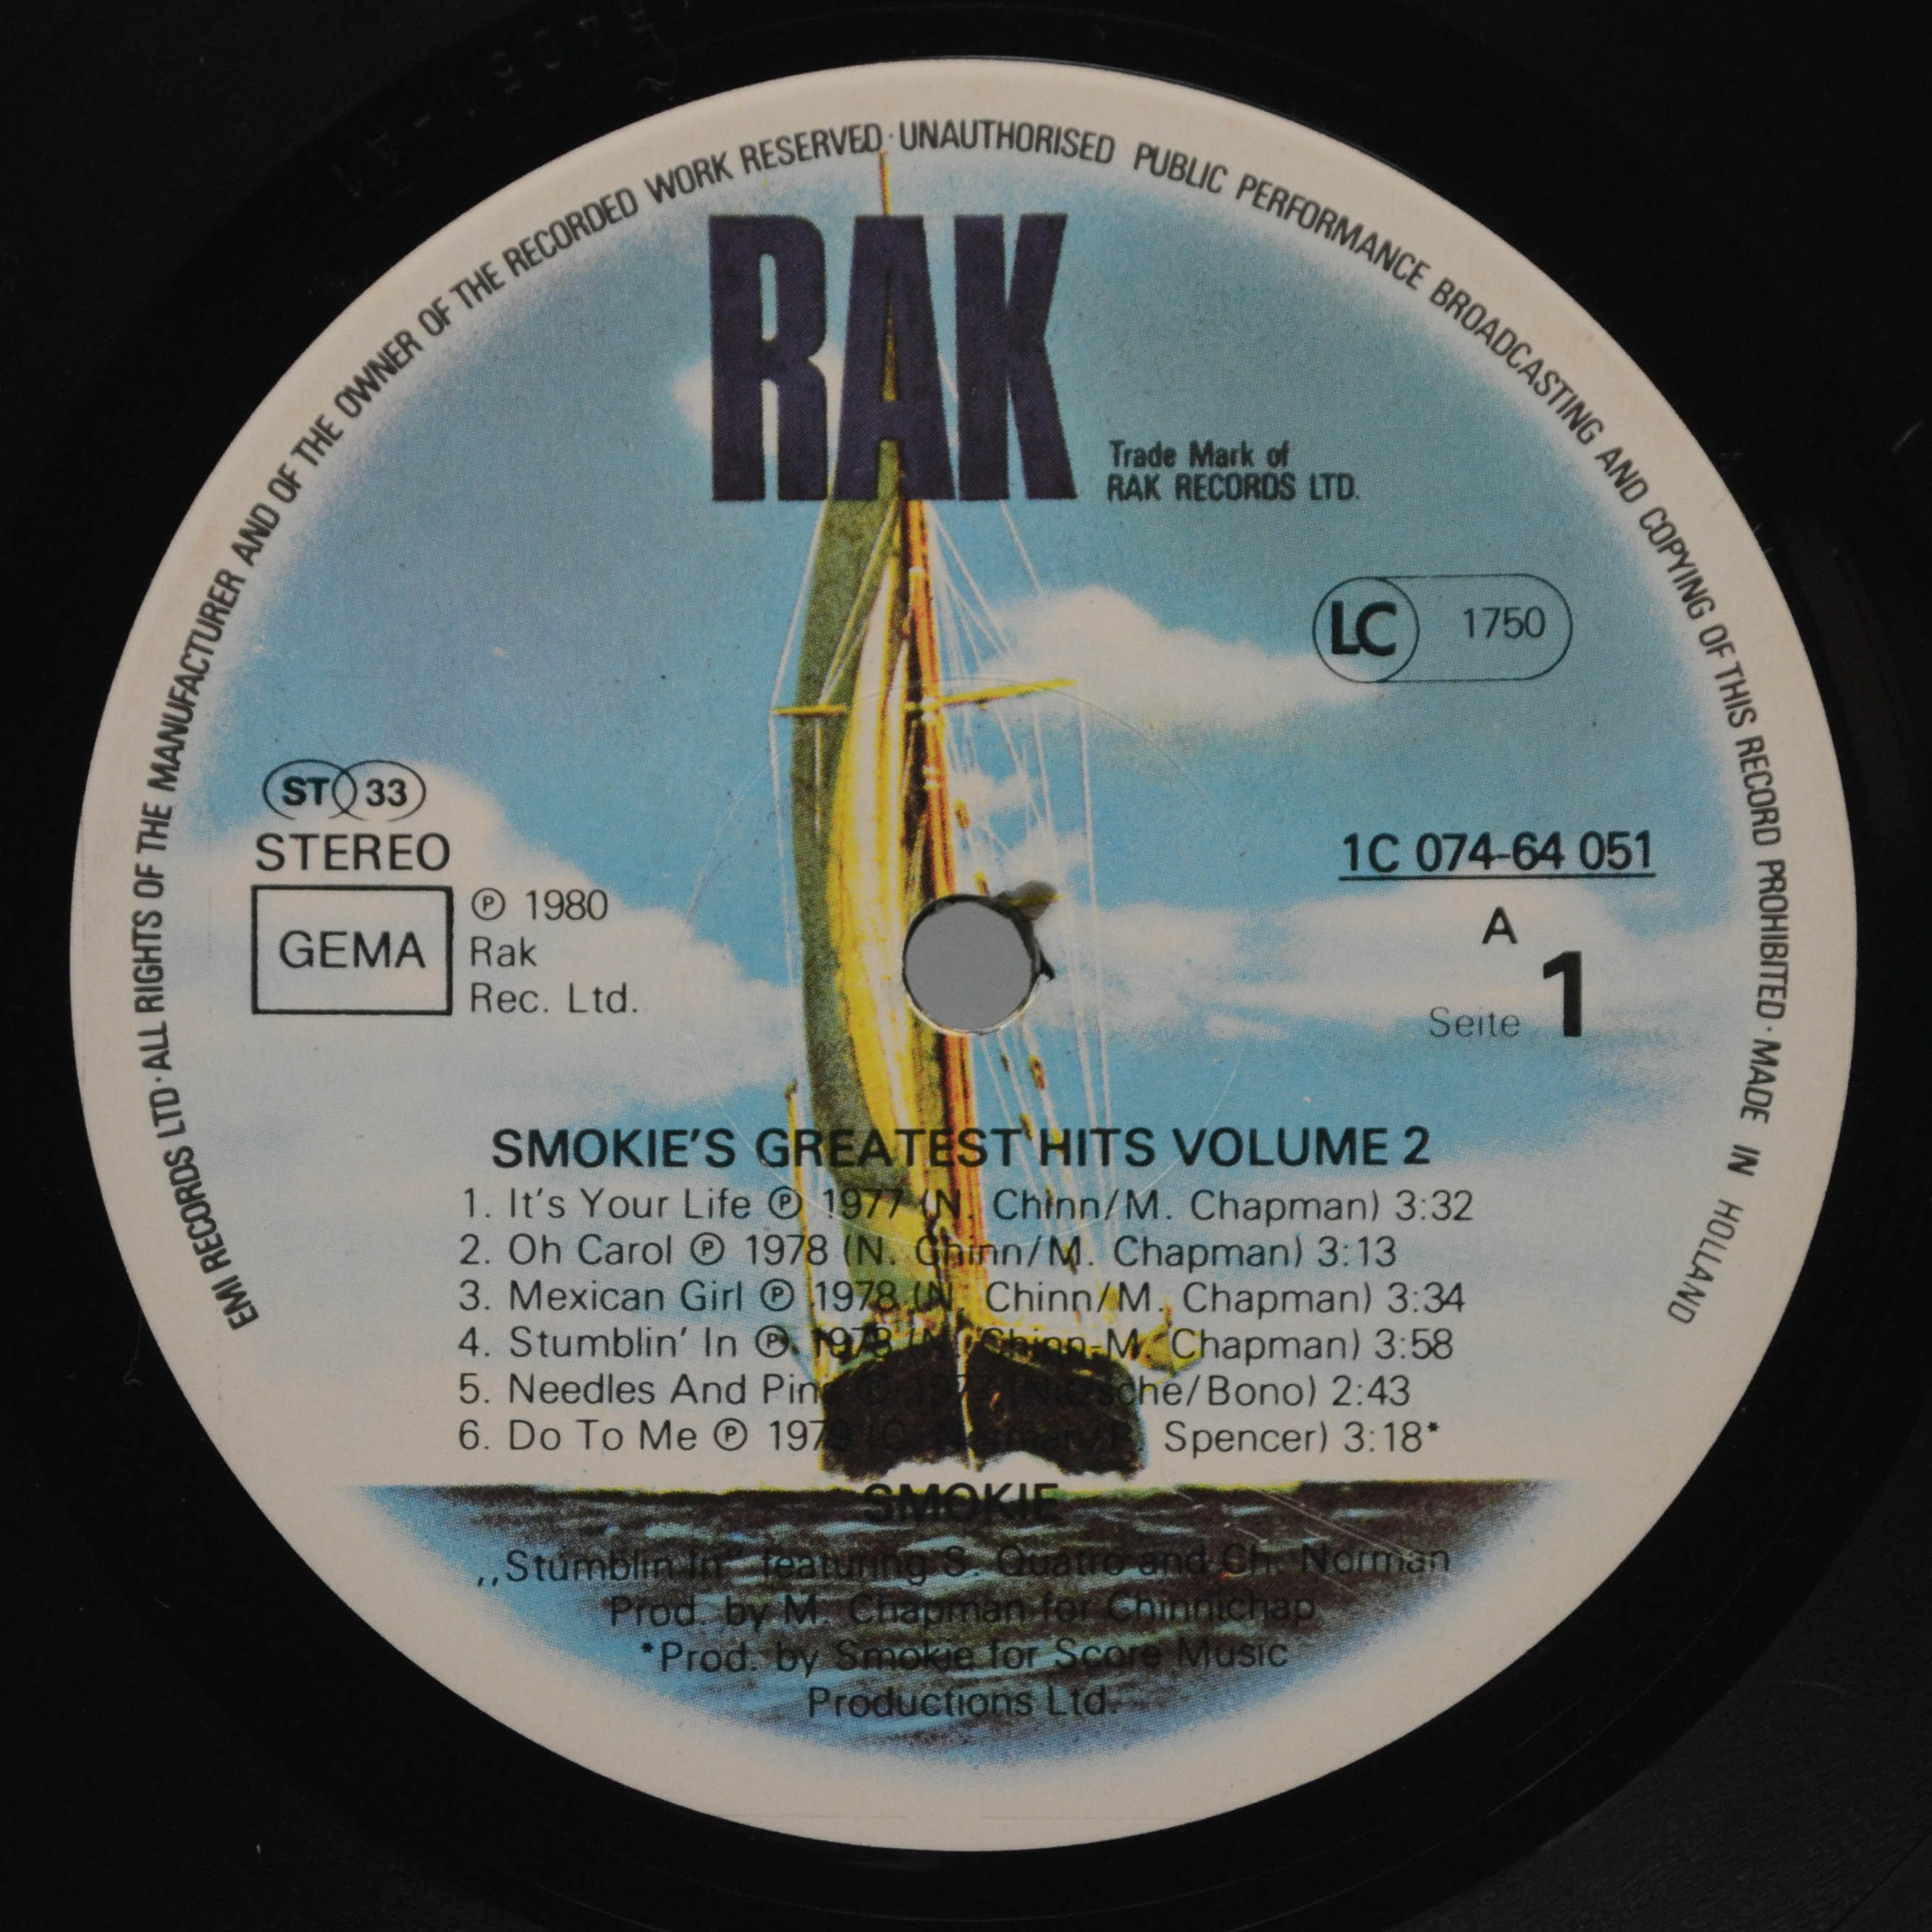 EMI RECORDS LTD · ALL RIGHTS OF THE MANUFACTURER AND OF THE OWNER OF THE RECORDED WORK RESERVED · UNAUTHORISED PUBLIC PERFORMANCE BROADCASTING AND COPYING OF THIS RECORD PROHIBITED · MADE IN HOLLAND
RAK
Trade Mark of
RAK RECORDS LTD.
LC 1750
ST 33
STEREO
GEMA
℗ 1980
Rak
Rec. Ltd.
1C 074-64 051
A
Seite 1
SMOKIE'S GREATEST HITS VOLUME 2
1. It's Your Life ℗ 1977 (N. Chinn/M. Chapman) 3:32
2. Oh Carol ℗ 1978 (N. Chinn/M. Chapman) 3:13
3. Mexican Girl ℗ 1978 (N. Chinn/M. Chapman) 3:34
4. Stumblin' In ℗ 1978 (N. Chinn-M. Chapman) 3:58
5. Needles And Pins ℗ 1977 (Nitzsche/Bono) 2:43
6. Do To Me ℗ 1979 (C. Norman/P. Spencer) 3:18*
SMOKIE
„Stumblin In" featuring S. Quatro and Ch. Norman
Prod. by M. Chapman for Chinnichap
*Prod. by Smokie for Score Music
Productions Ltd.